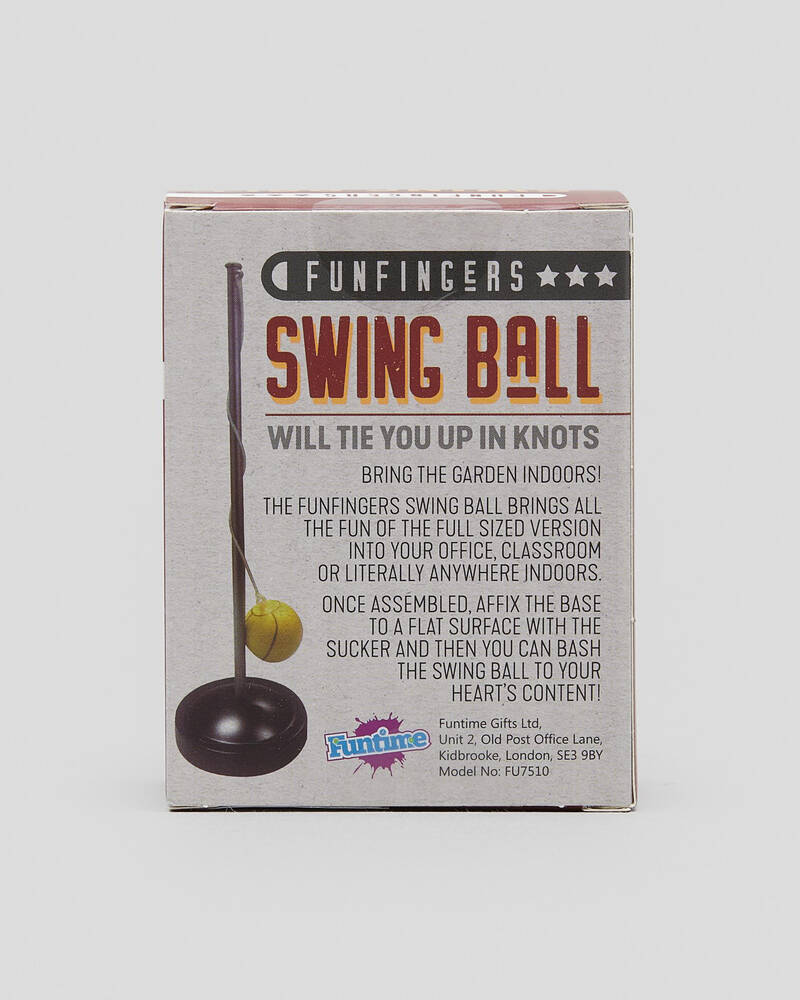 FUNFINGERS
FUNFINGERS
SWING BALL
WILL TIE YOU UP IN KNOTS
BRING THE GARDEN INDOORS!
THE FUNFINGERS SWING BALL BRINGS ALL
THE FUN OF THE FULL SIZED VERSION
INTO YOUR OFFICE, CLASSROOM
OR LITERALLY ANYWHERE INDOORS.
ONCE ASSEMBLED, AFFIX THE BASE
TO A FLAT SURFACE WITH THE
SUCKER AND THEN YOU CAN BASH
THE SWING BALL TO YOUR
HEART'S CONTENT!
Funtime
Funtime Gifts Ltd,
Unit 2, Old Post Office Lane,
Kidbrooke, London, SE3 9BY
Model No: FU7510